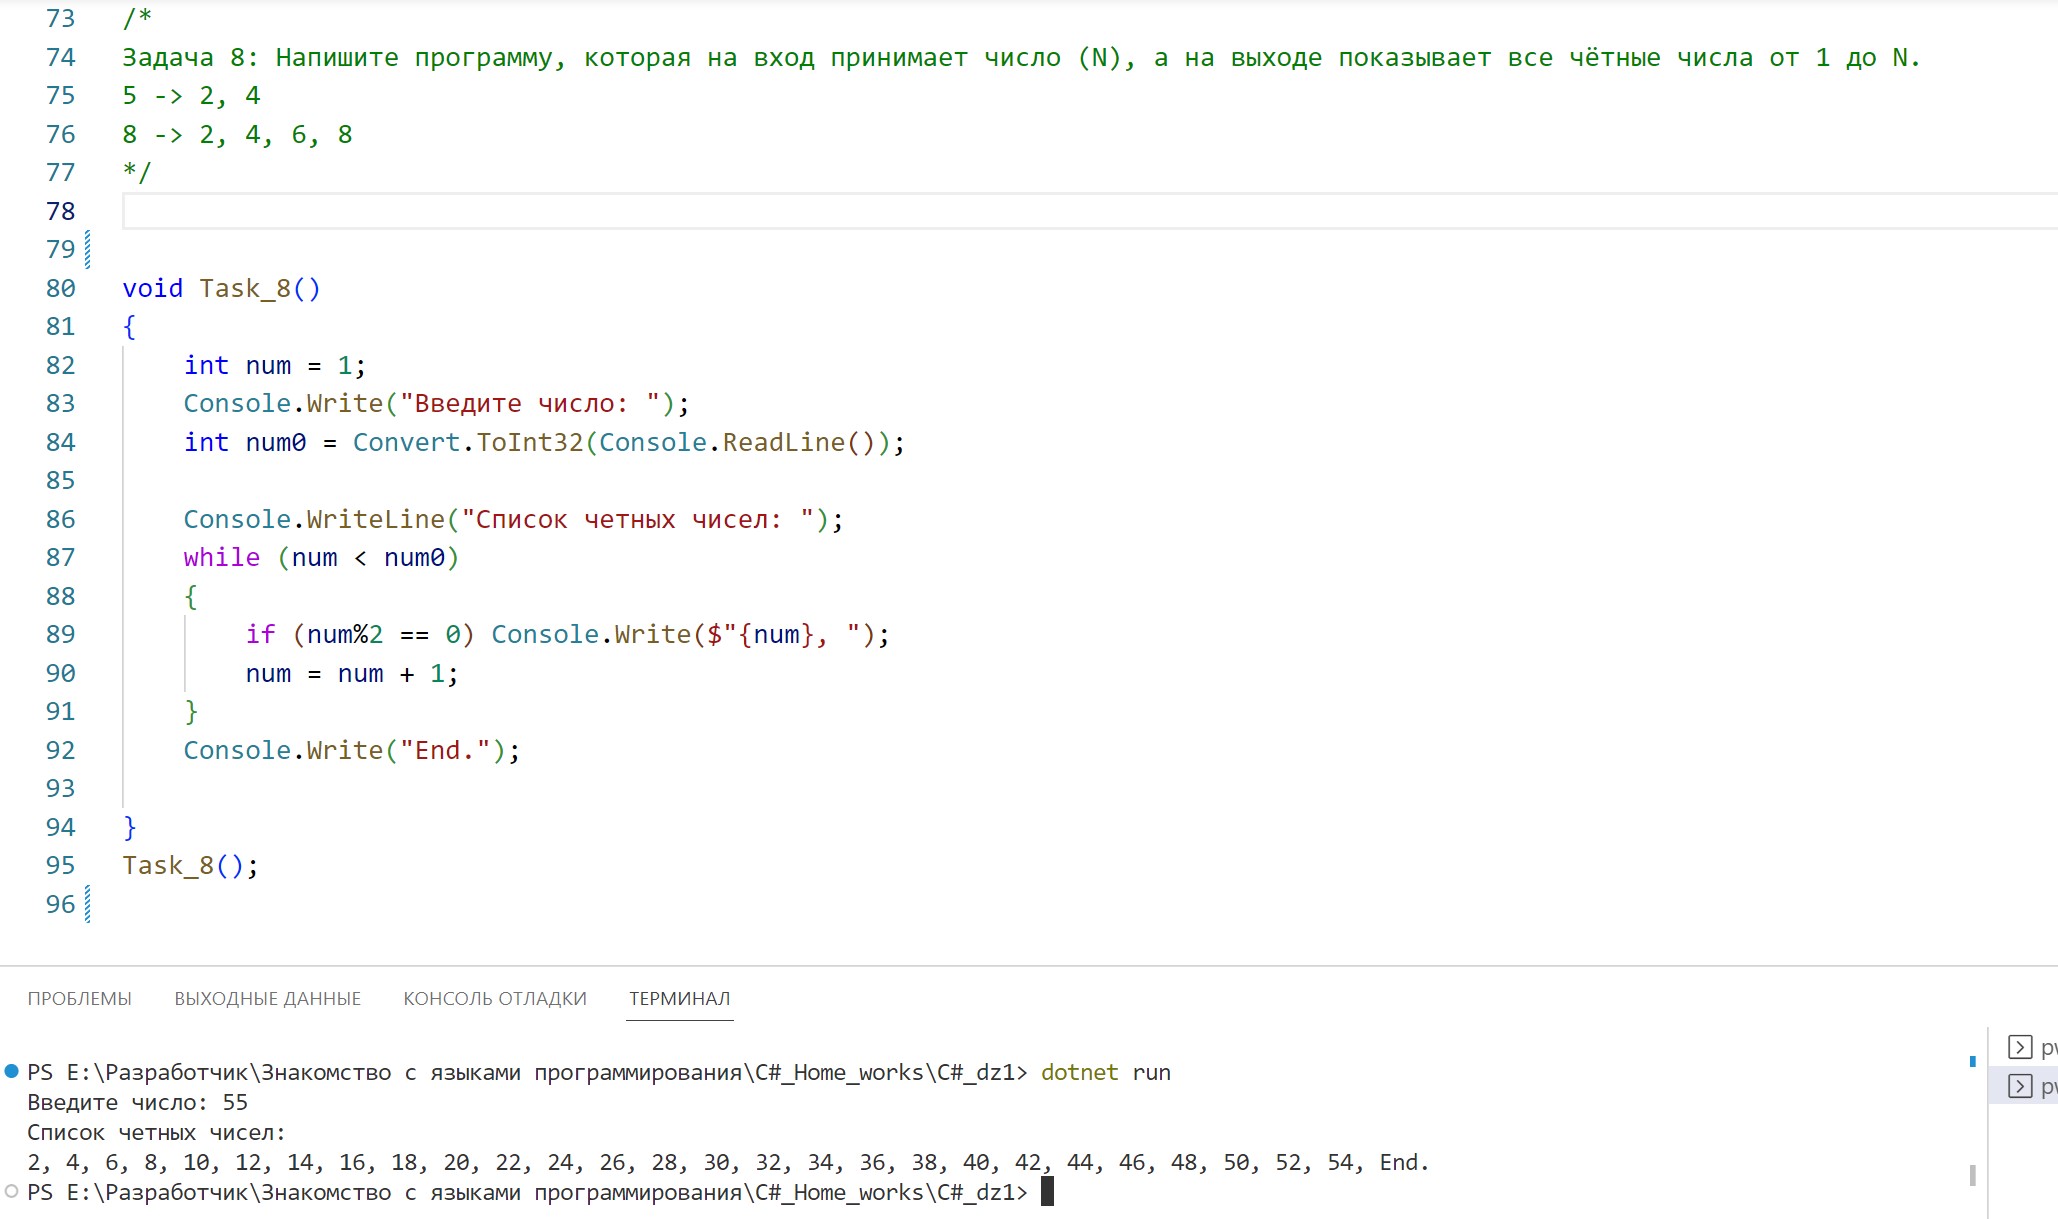 73 /*
74 Задача 8: Напишите программу, которая на вход принимает число (N), а на выходе показывает все чётные числа от 1 до N.
75 5 -> 2, 4
76 8 -> 2, 4, 6, 8
77 */
78
79
80 void Task_8()
81 {
82     int num = 1;
83     Console.Write("Введите число: ");
84     int num0 = Convert.ToInt32(Console.ReadLine());
85
86     Console.WriteLine("Список четных чисел: ");
87     while (num < num0)
88     {
89         if (num%2 == 0) Console.Write($"{num}, ");
90         num = num + 1;
91     }
92     Console.Write("End.");
93
94 }
95 Task_8();
96
ПРОБЛЕМЫ ВЫХОДНЫЕ ДАННЫЕ КОНСОЛЬ ОТЛАДКИ ТЕРМИНАЛ
PS E:\Разработчик\Знакомство с языками программирования\C#_Home_works\C#_dz1> dotnet run
Введите число: 55
Список четных чисел:
2, 4, 6, 8, 10, 12, 14, 16, 18, 20, 22, 24, 26, 28, 30, 32, 34, 36, 38, 40, 42, 44, 46, 48, 50, 52, 54, End.
PS E:\Разработчик\Знакомство с языками программирования\C#_Home_works\C#_dz1>